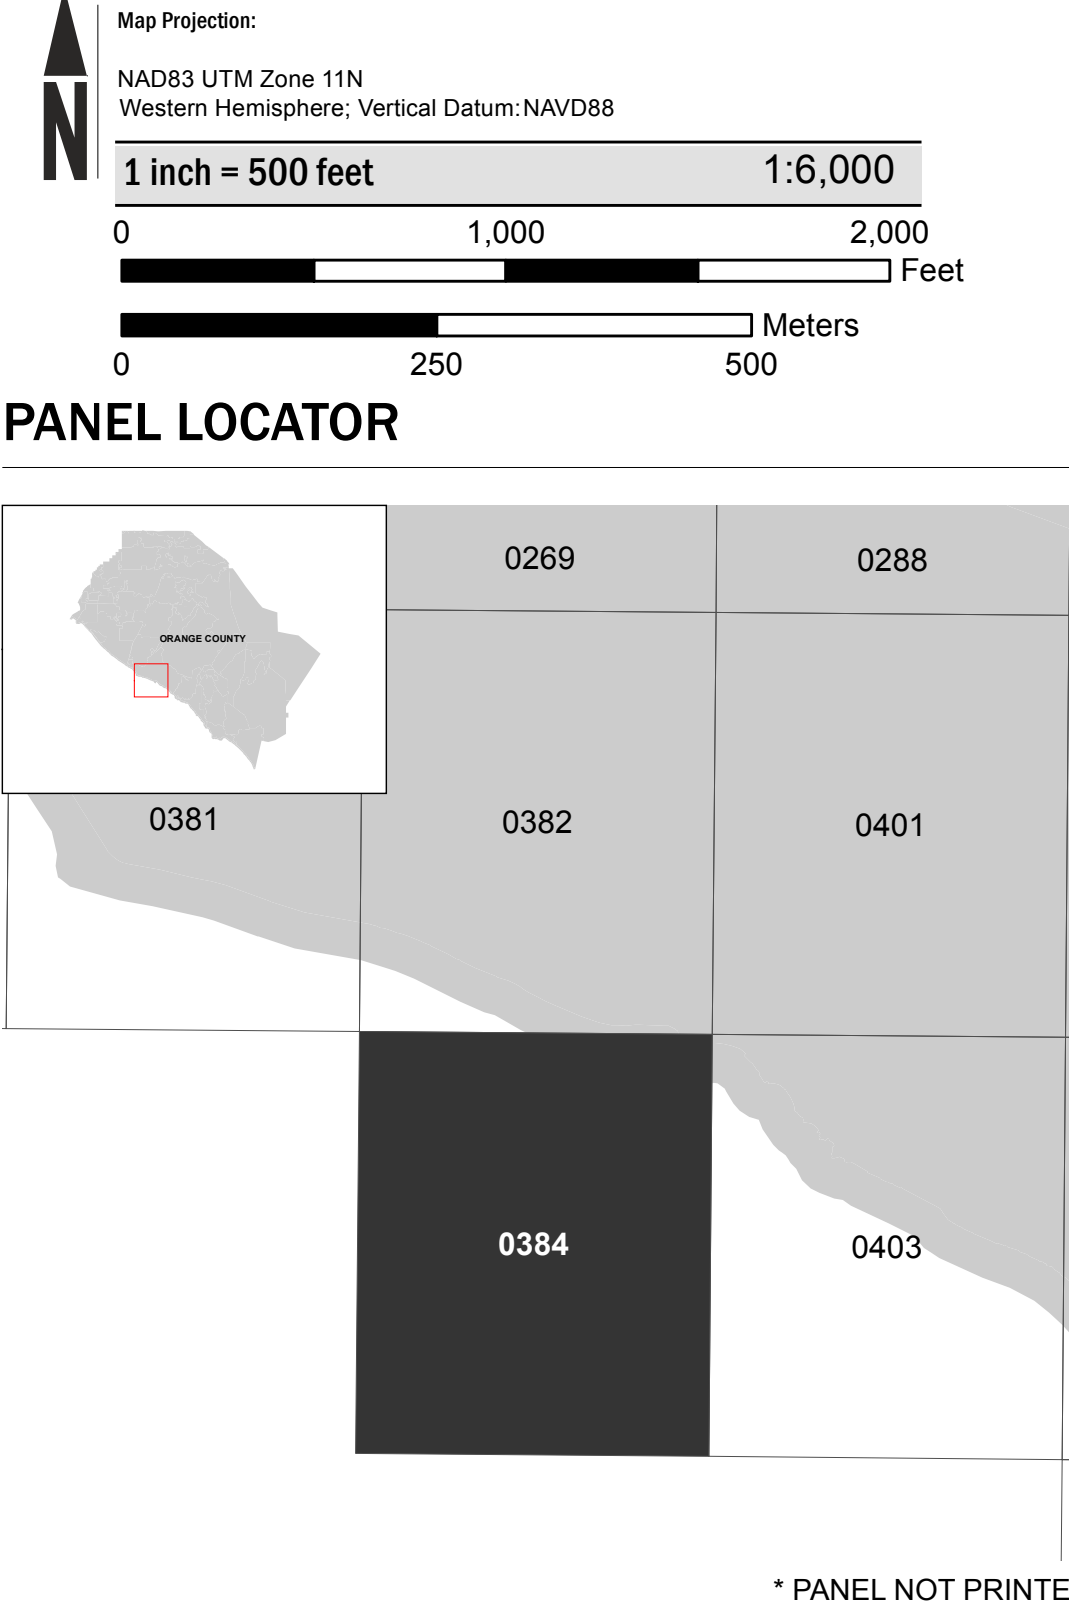 Map Projection:
NAD83 UTM Zone 11N
Western Hemisphere; Vertical Datum: NAVD88
N
1 inch = 500 feet 1:6,000
0 1,000 2,000
Feet
Meters
0 250 500
PANEL LOCATOR
0269 0288
ORANGE COUNTY
0381 0382 0401
0384 0403
* PANEL NOT PRINTE